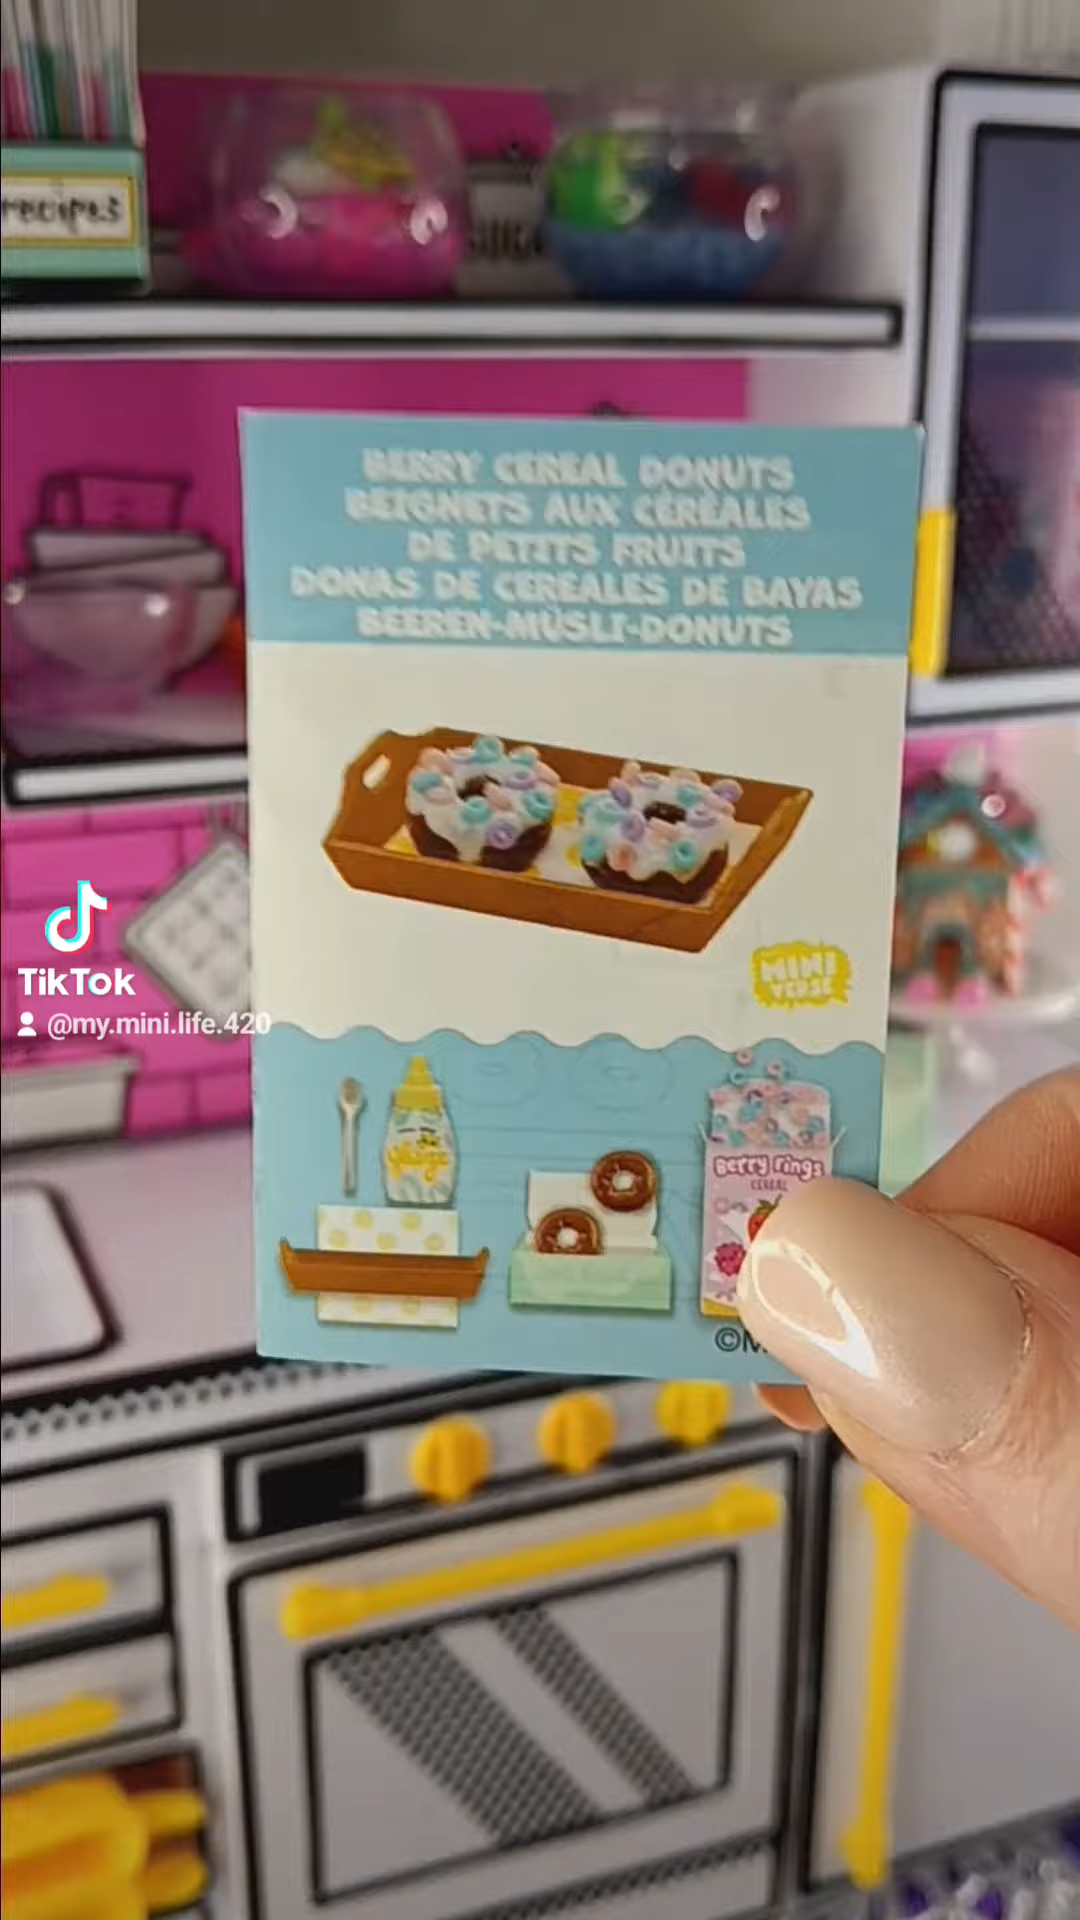 recipes
BERRY CEREAL DONUTS
BEIGNETS AUX CÉRÉALES
DE PETITS FRUITS
DONAS DE CEREALES DE BAYAS
BEEREN-MÜSLI-DONUTS
MINI
VERSE
TikTok
@my.mini.life.420
Berry rings
CEREAL
©M